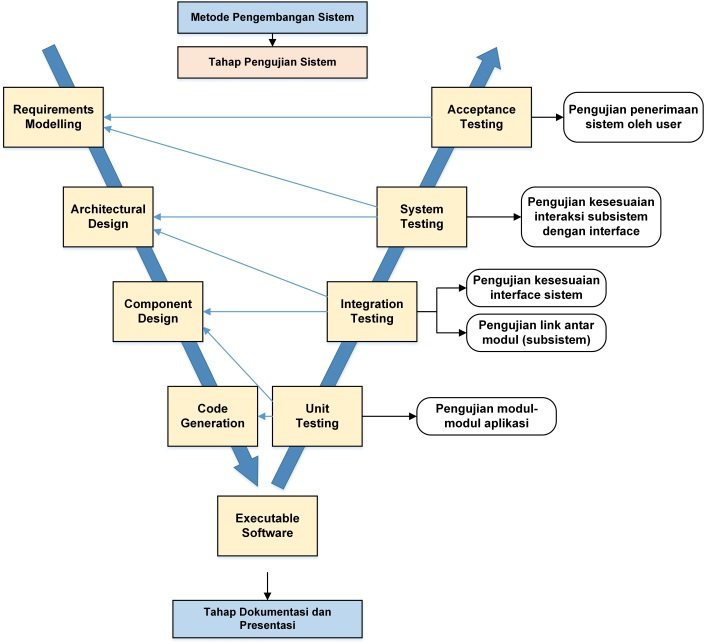 Metode Pengembangan Sistem
Tahap Pengujian Sistem
Requirements
Modelling
Acceptance
Testing
Pengujian penerimaan
sistem oleh user
Architectural
Design
System
Testing
Pengujian kesesuaian
interaksi subsistem
dengan interface
Component
Design
Integration
Testing
Pengujian kesesuaian
interface sistem
Pengujian link antar
modul (subsistem)
Code
Generation
Unit
Testing
Pengujian modul-
modul aplikasi
Executable
Software
Tahap Dokumentasi dan
Presentasi